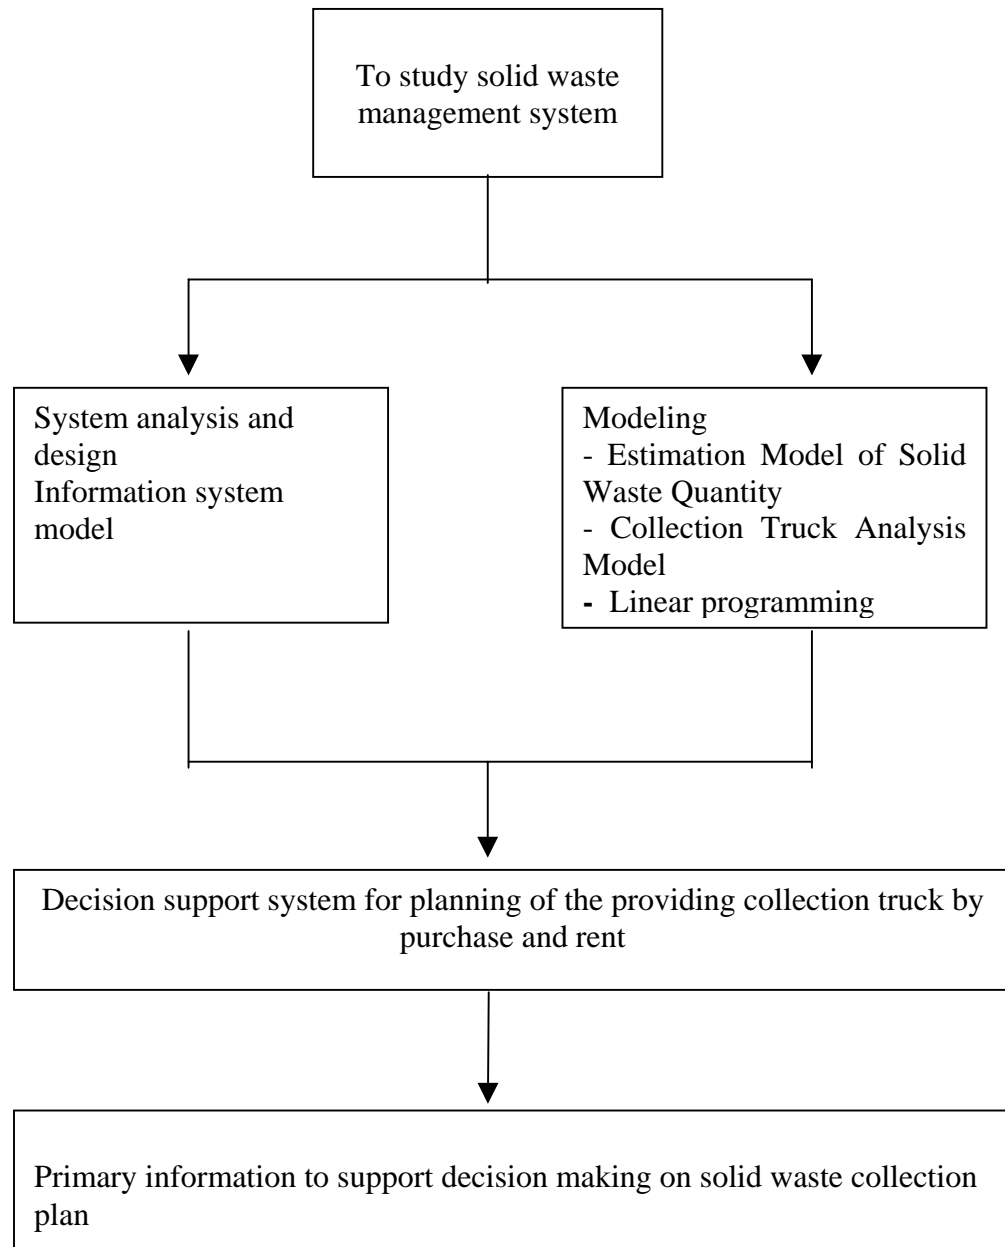 To study solid waste
management system
System analysis and
design
Information system
model
Modeling
- Estimation Model of Solid
Waste Quantity
- Collection Truck Analysis
Model
- Linear programming
Decision support system for planning of the providing collection truck by
purchase and rent
Primary information to support decision making on solid waste collection
plan